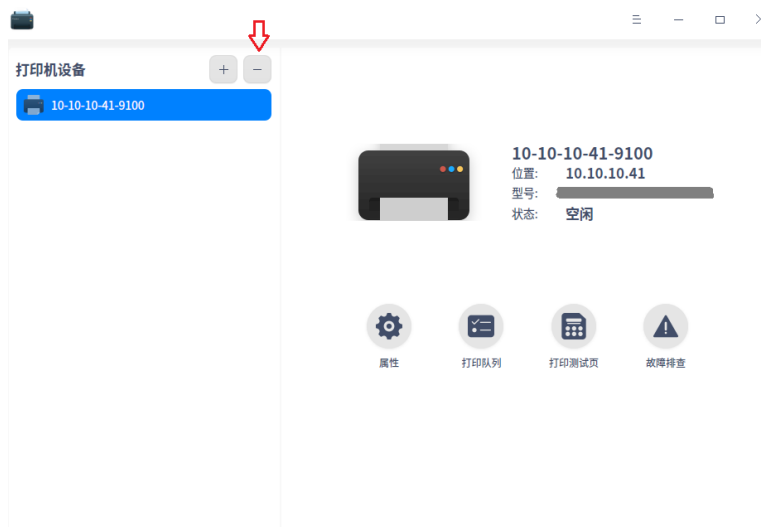 打印机设备
10-10-10-41-9100
10-10-10-41-9100
位置: 10.10.10.41
型号:
状态: 空闲
属性 打印队列 打印测试页 故障排查